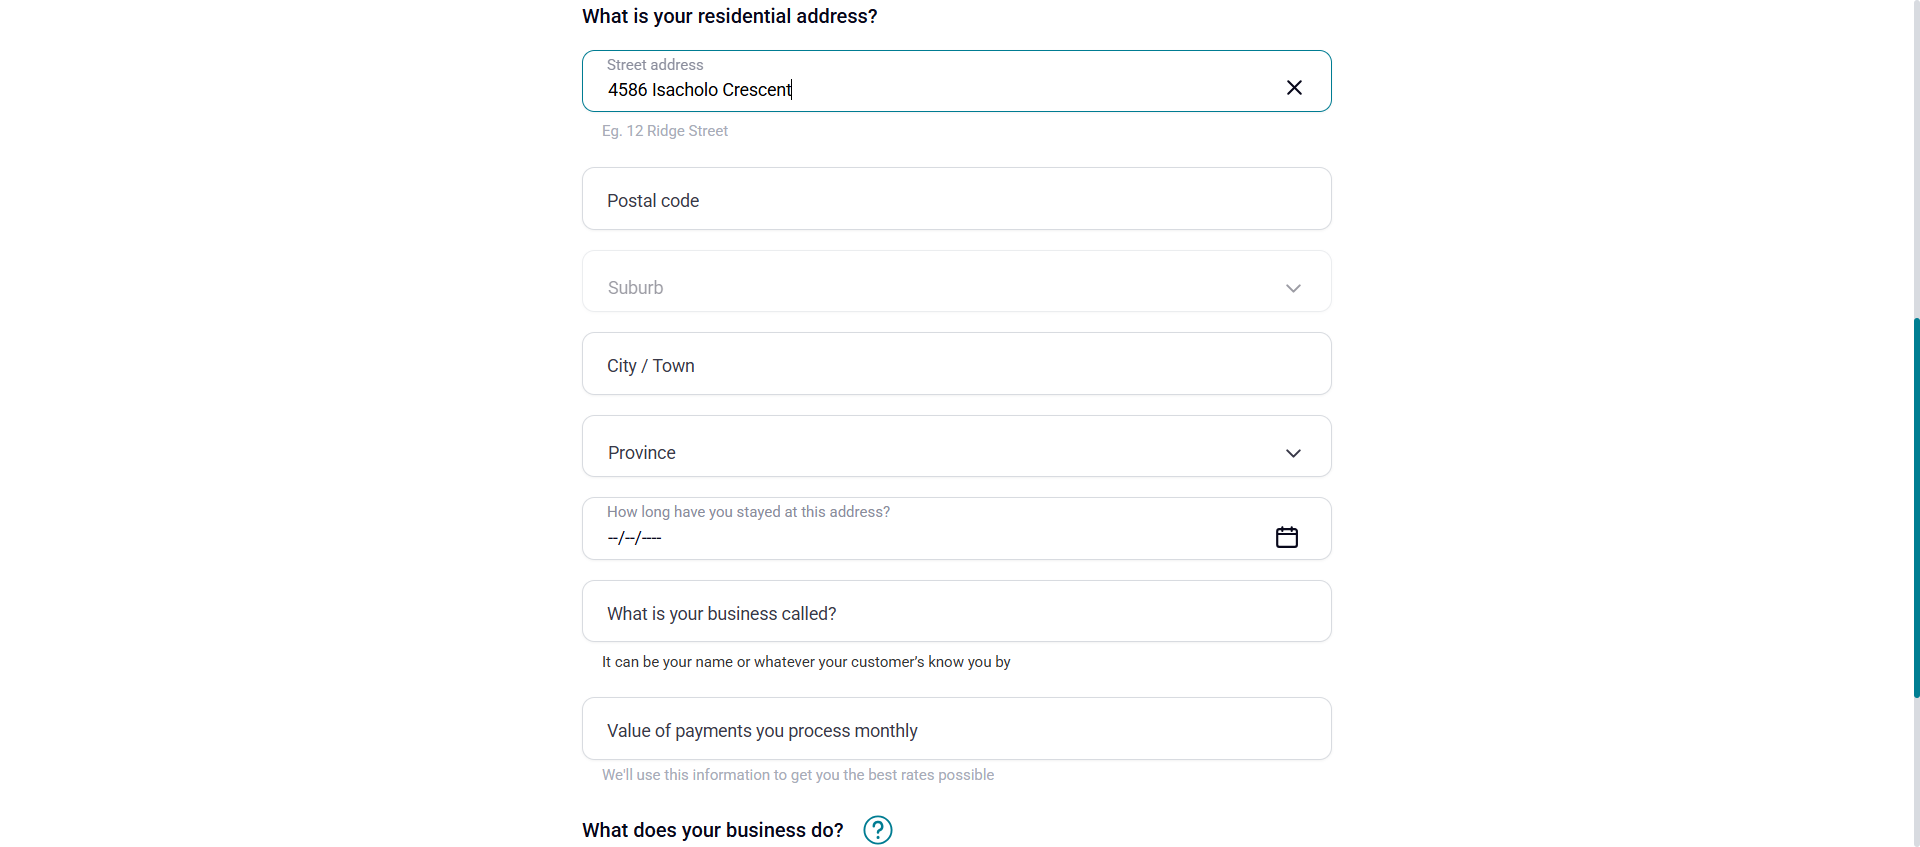 What is your residential address?
Street address
4586 Isacholo Crescent
Eg. 12 Ridge Street
Postal code
Suburb
City / Town
Province
How long have you stayed at this address?
--/--/----
What is your business called?
It can be your name or whatever your customer’s know you by
Value of payments you process monthly
We'll use this information to get you the best rates possible
What does your business do? ?